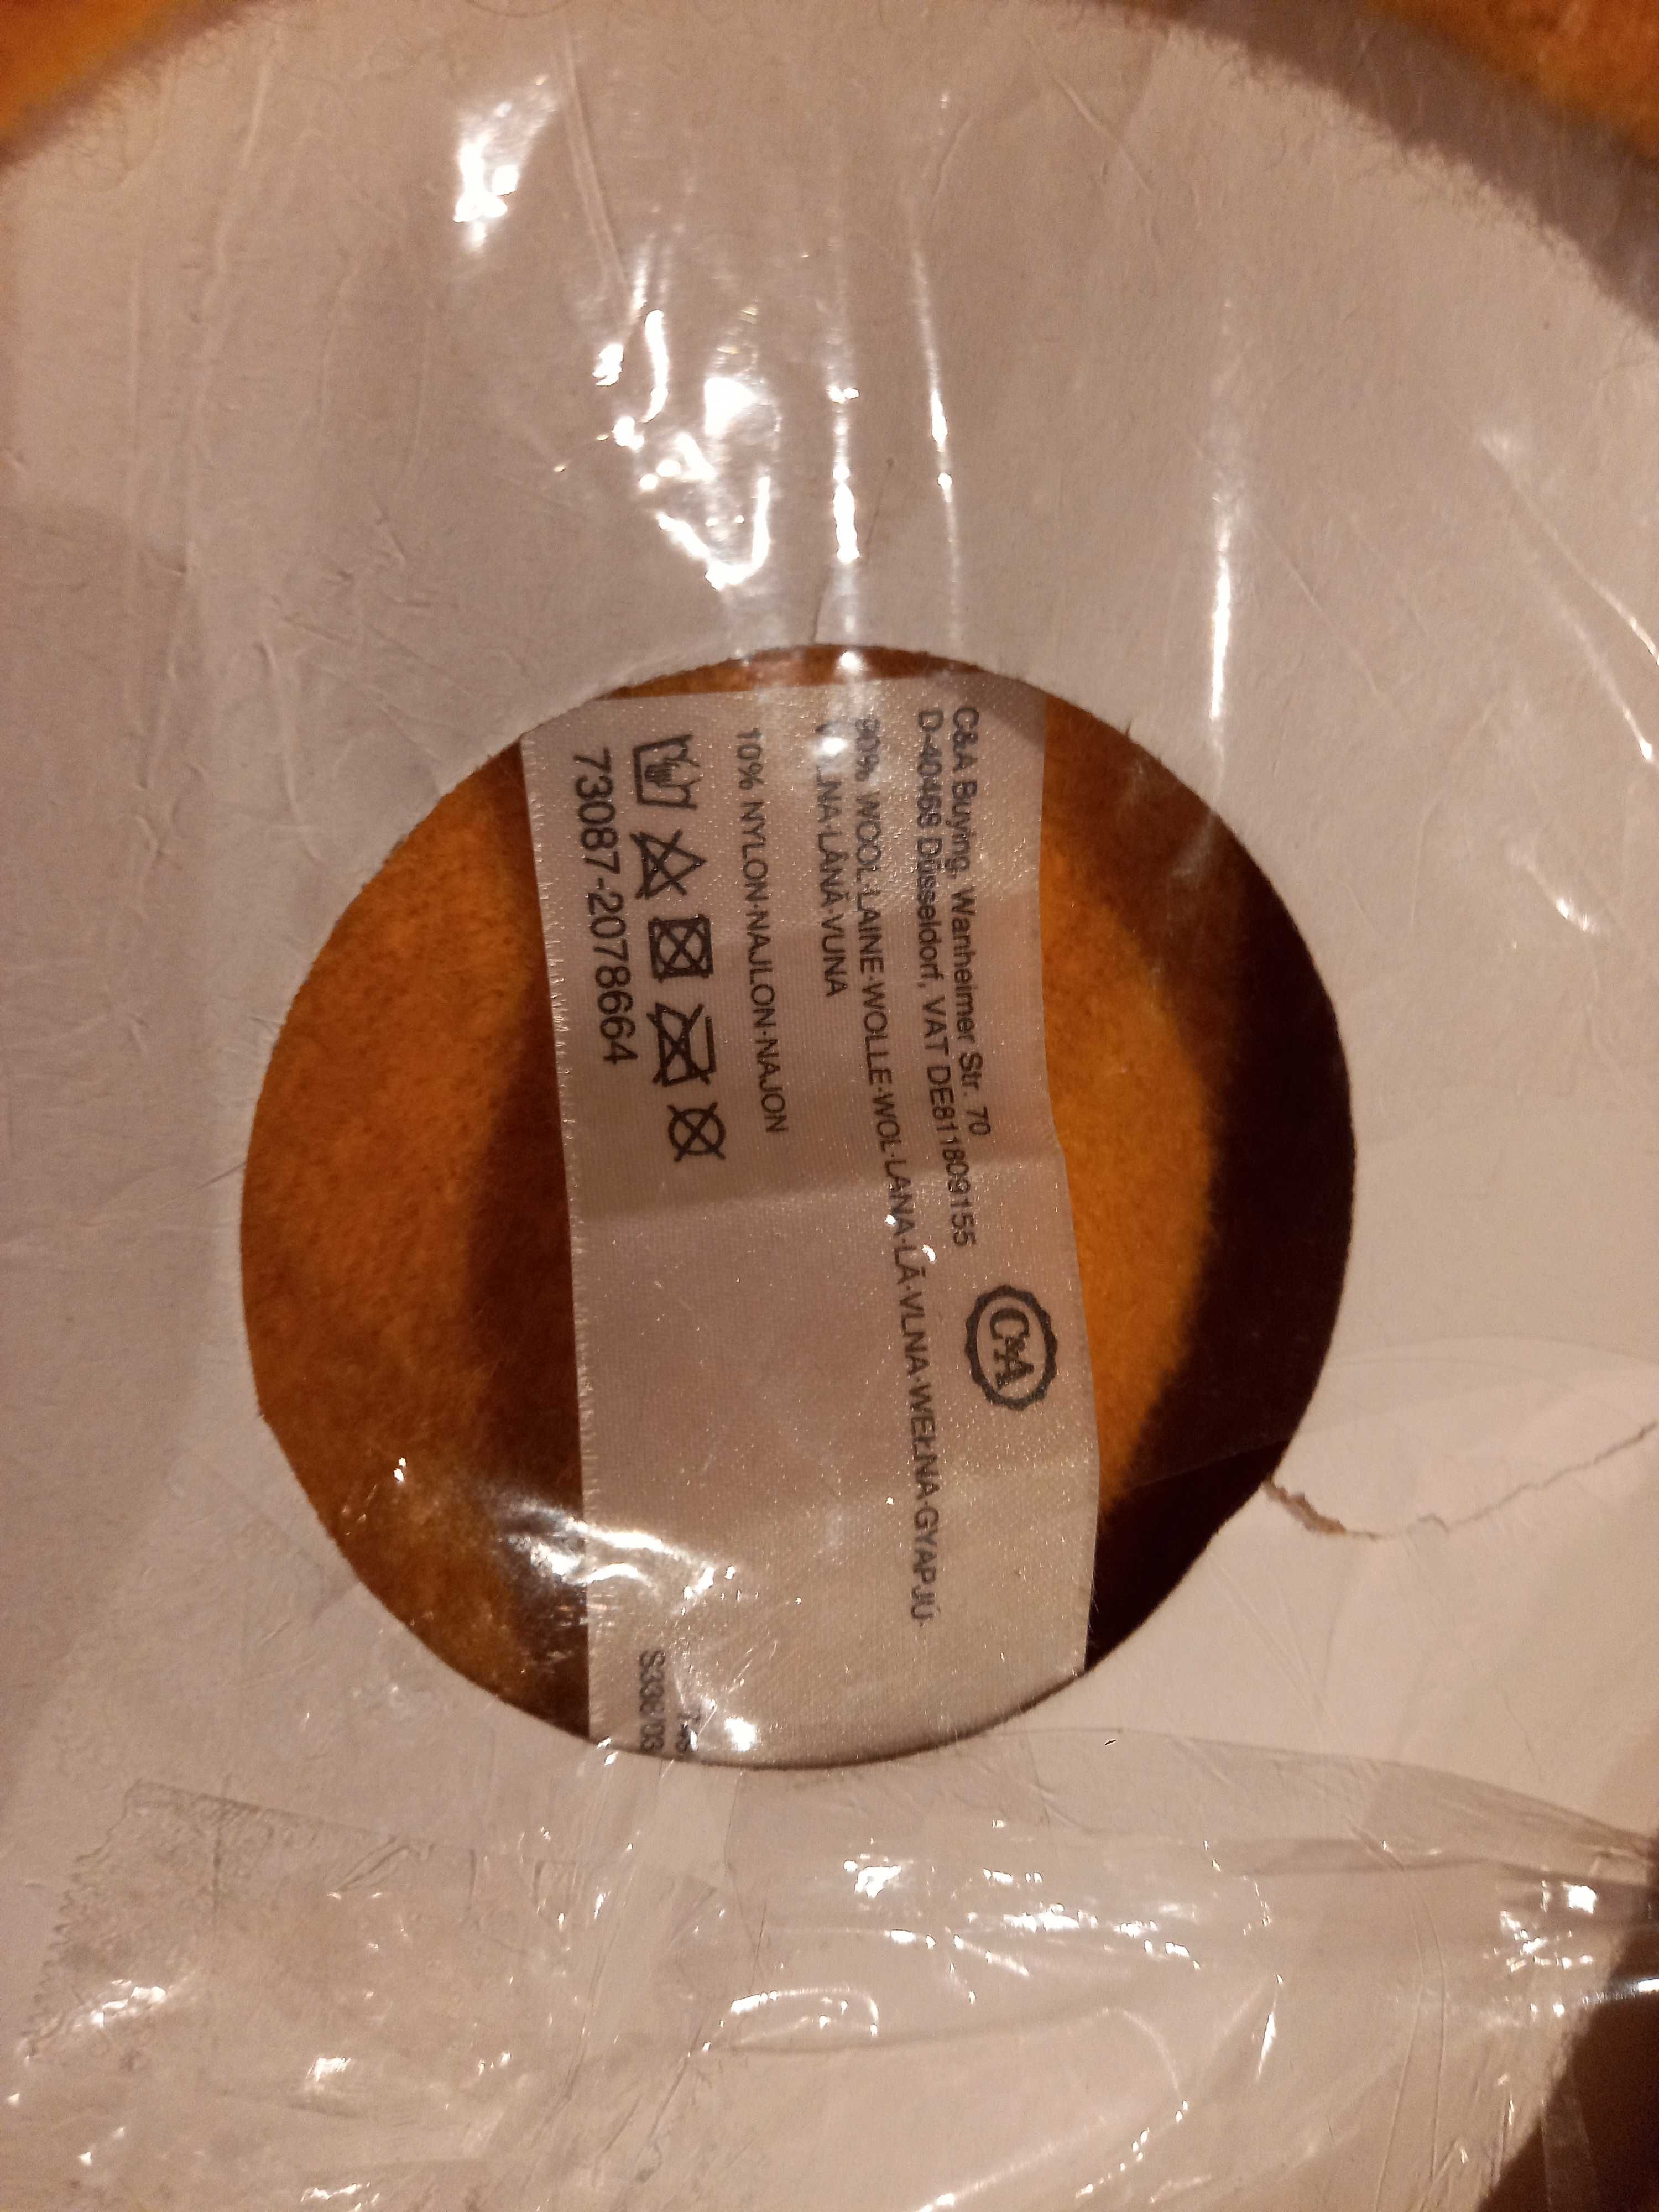 C&A
C&A Buying, Wanheimer Str. 70
D-40468 Düsseldorf, VAT DE811809155
90% WOOL·LAINE·WOLLE·WOL·LANA·LÃ·VLNA·WEŁNA·GYAPJÚ·
LÂNĂ·VUNA
10% NYLON·NAJLON·NAJON
73087-2078664